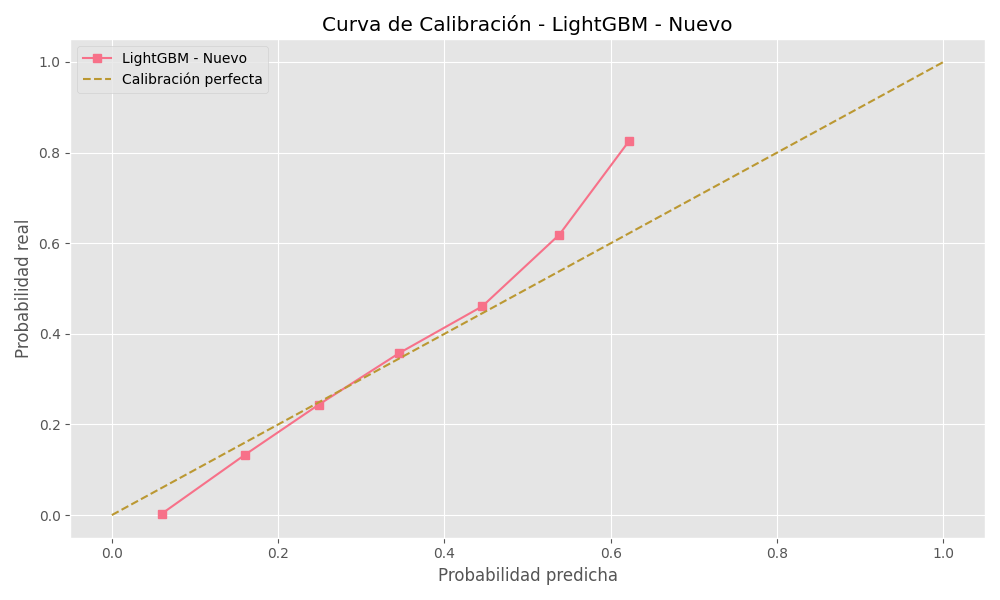 Curva de Calibración - LightGBM - Nuevo
LightGBM - Nuevo
Calibración perfecta
1.0
0.8
0.6
0.4
0.2
0.0
Probabilidad real
0.0 0.2 0.4 0.6 0.8 1.0
Probabilidad predicha